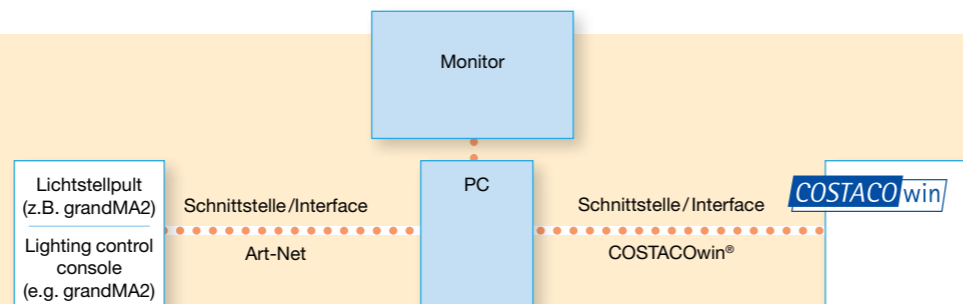 Monitor
Lichtstellpult
(z.B. grandMA2)
Lighting control
console
(e.g. grandMA2)
Schnittstelle/Interface
Art-Net
PC
Schnittstelle/Interface
COSTACOwin®
COSTACOwin